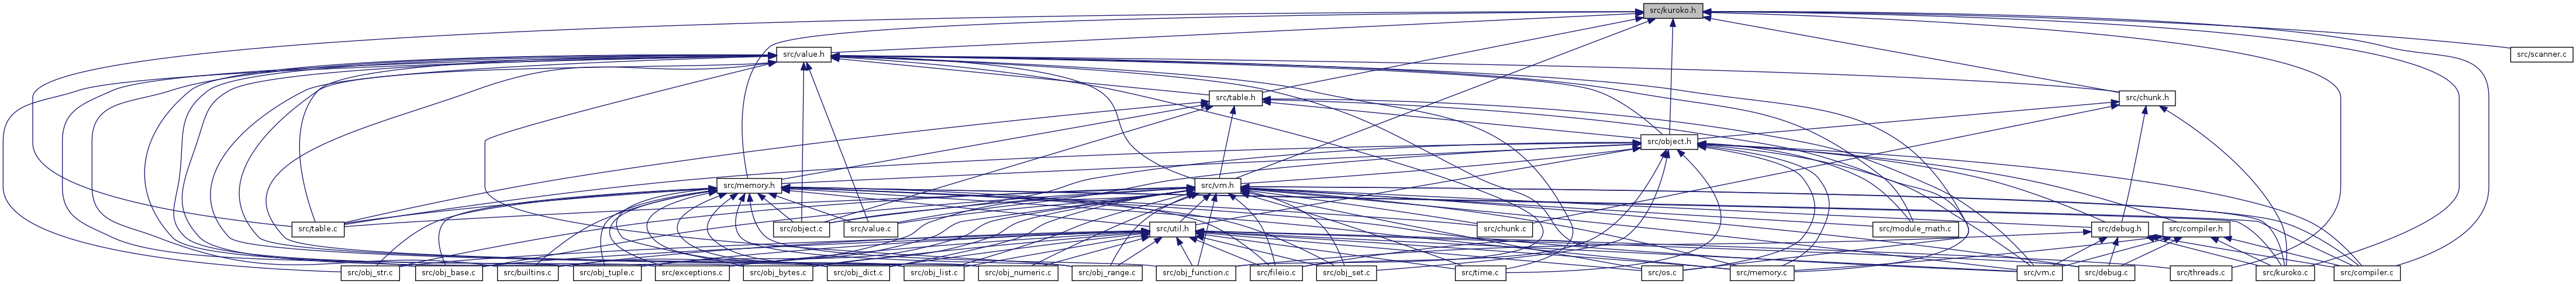 src/kuroko.h
src/value.h
src/scanner.c
src/table.h
src/chunk.h
src/object.h
src/memory.h
src/vm.h
src/table.c
src/object.c
src/value.c
src/util.h
src/chunk.c
src/module_math.c
src/debug.h
src/compiler.h
src/obj_str.c
src/obj_base.c
src/builtins.c
src/obj_tuple.c
src/exceptions.c
src/obj_bytes.c
src/obj_dict.c
src/obj_list.c
src/obj_numeric.c
src/obj_range.c
src/obj_function.c
src/fileio.c
src/obj_set.c
src/time.c
src/os.c
src/memory.c
src/vm.c
src/debug.c
src/threads.c
src/kuroko.c
src/compiler.c